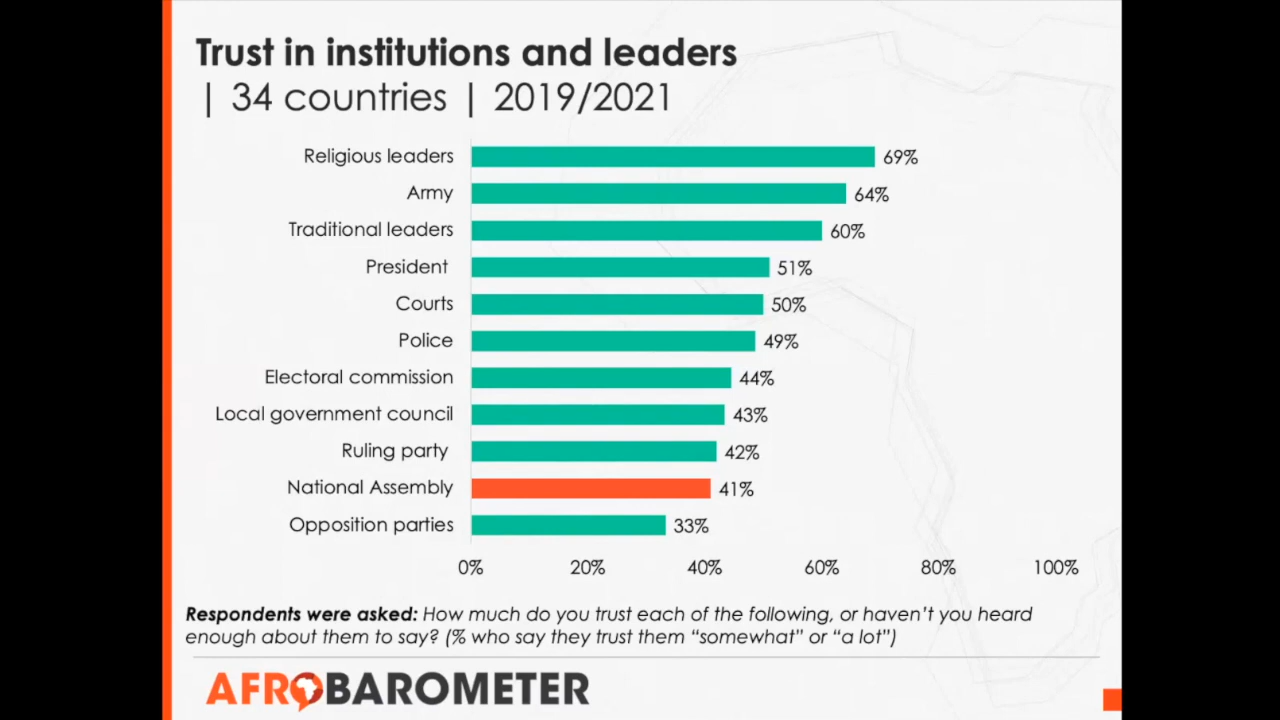 Trust in institutions and leaders
| 34 countries | 2019/2021
Religious leaders 69%
Army 64%
Traditional leaders 60%
President 51%
Courts 50%
Police 49%
Electoral commission 44%
Local government council 43%
Ruling party 42%
National Assembly 41%
Opposition parties 33%
0% 20% 40% 60% 80% 100%
Respondents were asked: How much do you trust each of the following, or haven't you heard
enough about them to say? (% who say they trust them “somewhat” or “a lot”)
AFROBAROMETER